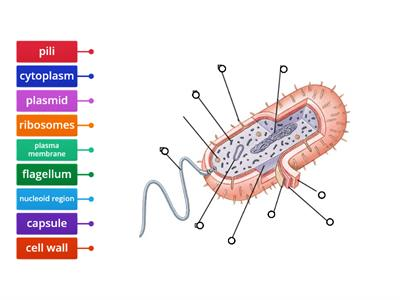 pili
cytoplasm
plasmid
ribosomes
plasma
membrane
flagellum
nucleoid region
capsule
cell wall